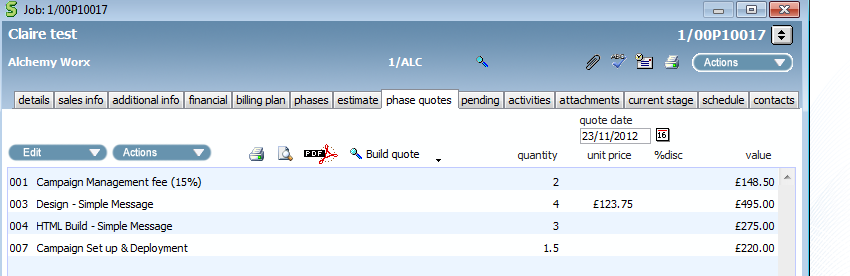 Job: 1/00P10017
Claire test 1/00P10017
Alchemy Worx 1/ALC ABC Actions
details sales info additional info financial billing plan phases estimate phase quotes pending activities attachments current stage schedule contacts
quote date
23/11/2012 16
Edit Actions PDF Build quote quantity unit price %disc value
001 Campaign Management fee (15%) 2 £148.50
003 Design - Simple Message 4 £123.75 £495.00
004 HTML Build - Simple Message 3 £275.00
007 Campaign Set up & Deployment 1.5 £220.00